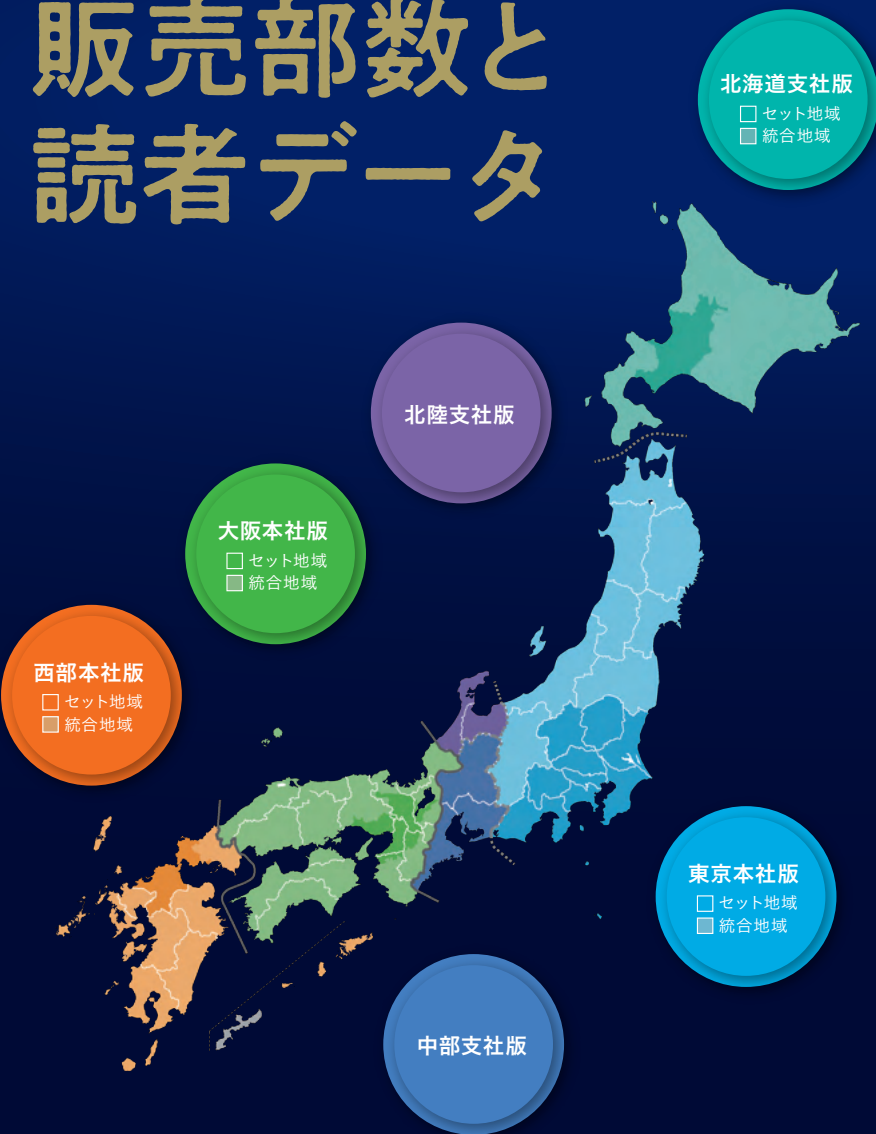 販売部数と
読者データ
北海道支社版
セット地域
統合地域
北陸支社版
大阪本社版
セット地域
統合地域
西部本社版
セット地域
統合地域
東京本社版
セット地域
統合地域
中部支社版